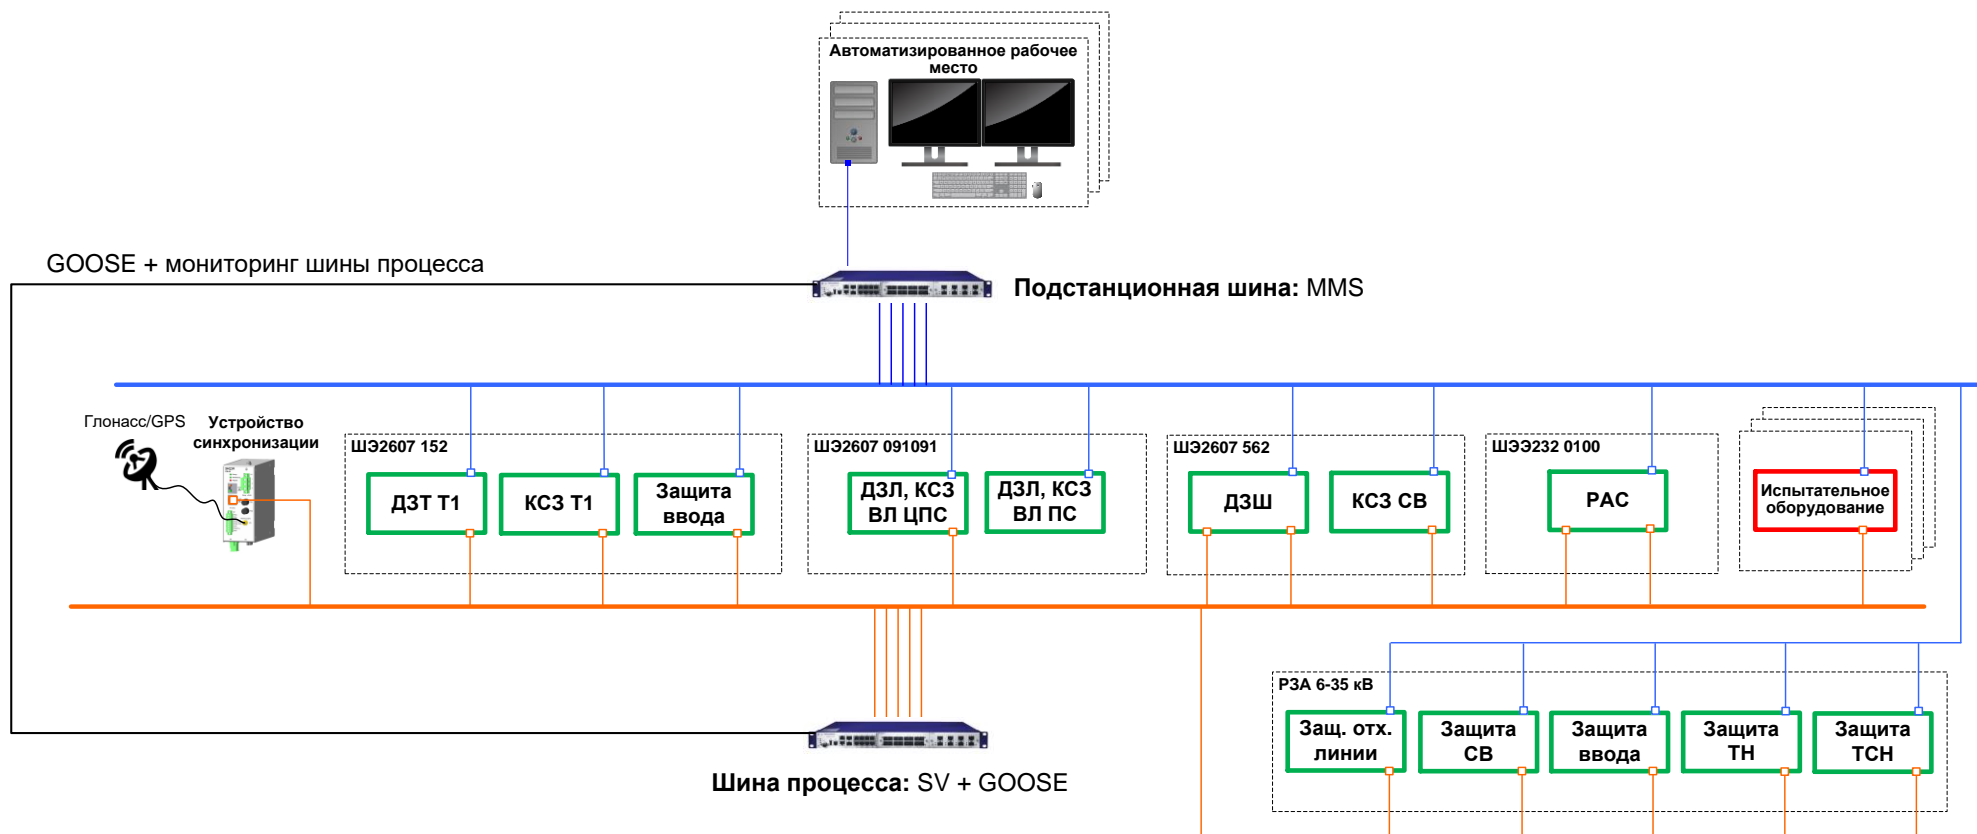 Автоматизированное рабочее
место
GOOSE + мониторинг шины процесса
Подстанционная шина: MMS
Глонасс/GPS
Устройство
синхронизации
ШЭ2607 152
ДЗТ Т1
КСЗ Т1
Защита
ввода
ШЭ2607 091091
ДЗЛ, КСЗ
ВЛ ЦПС
ДЗЛ, КСЗ
ВЛ ПС
ШЭ2607 562
ДЗШ
КСЗ СВ
ШЭЭ232 0100
РАС
Испытательное
оборудование
РЗА 6-35 кВ
Защ. отх.
линии
Защита
СВ
Защита
ввода
Защита
ТН
Защита
ТСН
Шина процесса: SV + GOOSE